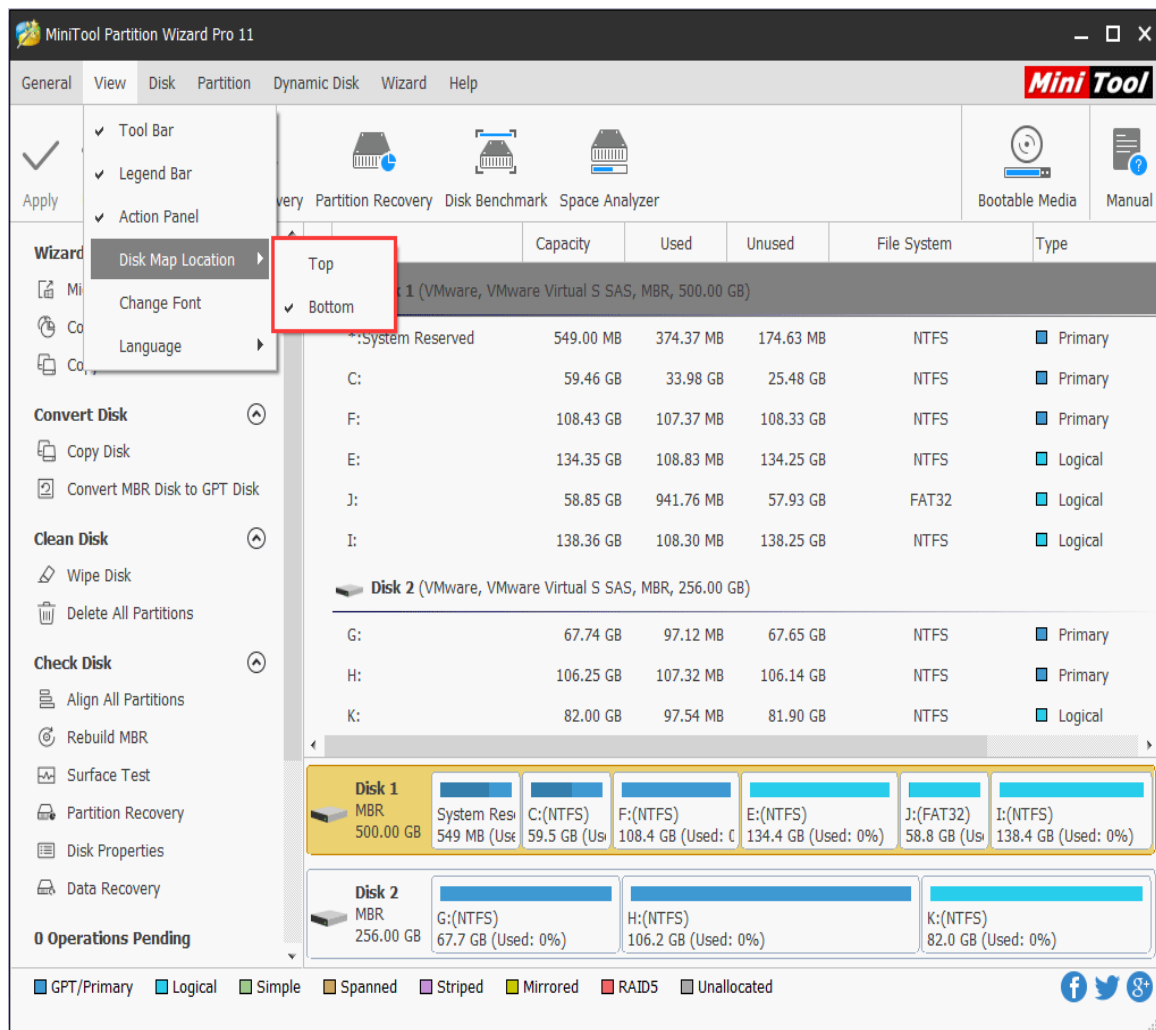 MiniTool Partition Wizard Pro 11
General View Disk Partition Dynamic Disk Wizard Help
Mini Tool
Tool Bar
Legend Bar
Action Panel
Disk Map Location
Change Font
Language
Top
Bottom
Apply
very Partition Recovery Disk Benchmark Space Analyzer
Bootable Media Manual
Wizard
Mi
Co
Copy
Convert Disk
Copy Disk
Convert MBR Disk to GPT Disk
Clean Disk
Wipe Disk
Delete All Partitions
Check Disk
Align All Partitions
Rebuild MBR
Surface Test
Partition Recovery
Disk Properties
Data Recovery
0 Operations Pending
Capacity Used Unused File System Type
1 (VMware, VMware Virtual S SAS, MBR, 500.00 GB)
*:System Reserved 549.00 MB 374.37 MB 174.63 MB NTFS Primary
C: 59.46 GB 33.98 GB 25.48 GB NTFS Primary
F: 108.43 GB 107.37 MB 108.33 GB NTFS Primary
E: 134.35 GB 108.83 MB 134.25 GB NTFS Logical
J: 58.85 GB 941.76 MB 57.93 GB FAT32 Logical
I: 138.36 GB 108.30 MB 138.25 GB NTFS Logical
Disk 2 (VMware, VMware Virtual S SAS, MBR, 256.00 GB)
G: 67.74 GB 97.12 MB 67.65 GB NTFS Primary
H: 106.25 GB 107.32 MB 106.14 GB NTFS Primary
K: 82.00 GB 97.54 MB 81.90 GB NTFS Logical
Disk 1
MBR
500.00 GB
System Res
549 MB (Use
C:(NTFS)
59.5 GB (Us
F:(NTFS)
108.4 GB (Used: 0
E:(NTFS)
134.4 GB (Used: 0%)
J:(FAT32)
58.8 GB (Us
I:(NTFS)
138.4 GB (Used: 0%)
Disk 2
MBR
256.00 GB
G:(NTFS)
67.7 GB (Used: 0%)
H:(NTFS)
106.2 GB (Used: 0%)
K:(NTFS)
82.0 GB (Used: 0%)
GPT/Primary Logical Simple Spanned Striped Mirrored RAID5 Unallocated